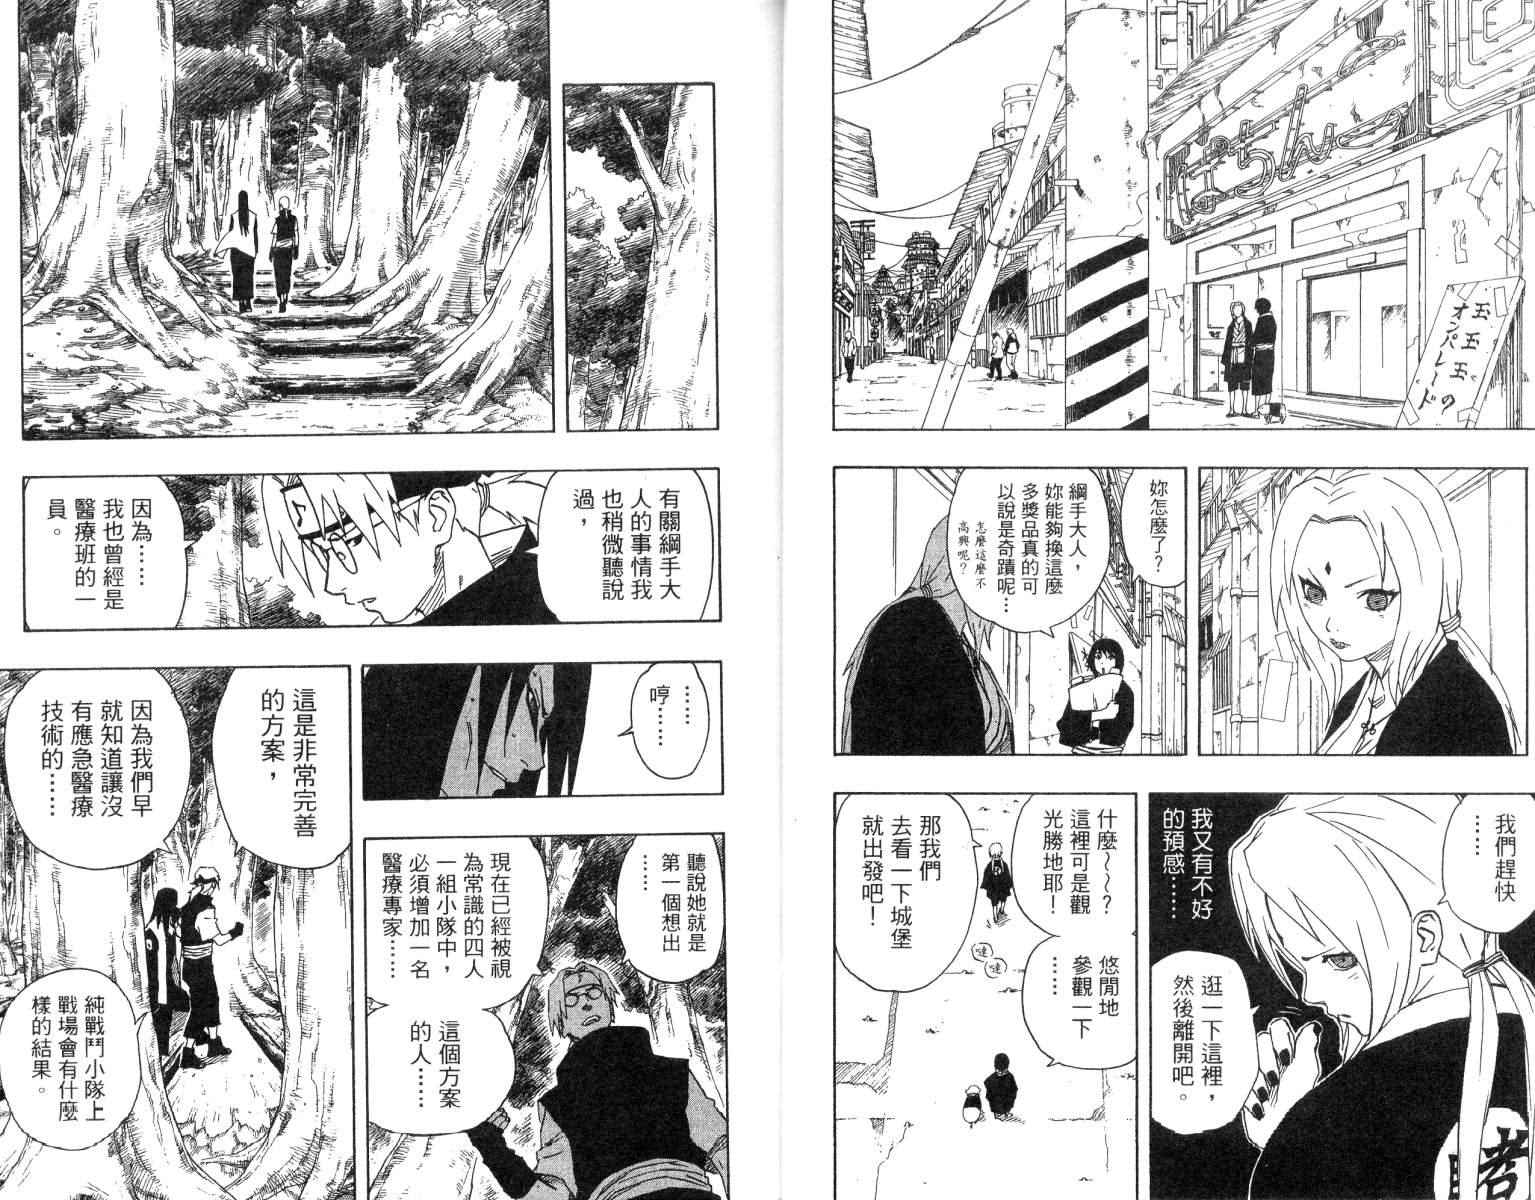 ぱちんこ
玉玉玉の
オンパレード
妳怎麼了?
綱手大人，
妳能夠換這麼
多獎品真的可
以說是奇蹟呢…
怎麼這麼不
高興呢?
我們趕快
……
逛一下這裡，
然後離開吧。
我又有不好
的預感……
什麼～～～?
這裡可是觀
光勝地耶!
悠閒地
參觀一下
……
那我們
去看一下城堡
就出發吧!
噠
噠
有關綱手大
人的事情我
也稍微聽說
過，
因為……
我也曾經是
醫療班的一
員。
……
哼……
聽說她就是
第一個想出
……
現在已經被視
為常識的四人
一組小隊中，
必須增加一名
醫療專家……
這個方案
的人……
這是非常完善
的方案，
因為我們早
就知道讓沒
有應急醫療
技術的……
純戰鬥小隊上
戰場會有什麼
樣的結果。